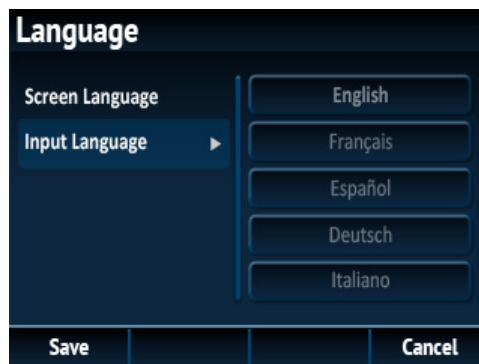 Language
Screen Language
Input Language
English
Français
Español
Deutsch
Italiano
Save
Cancel